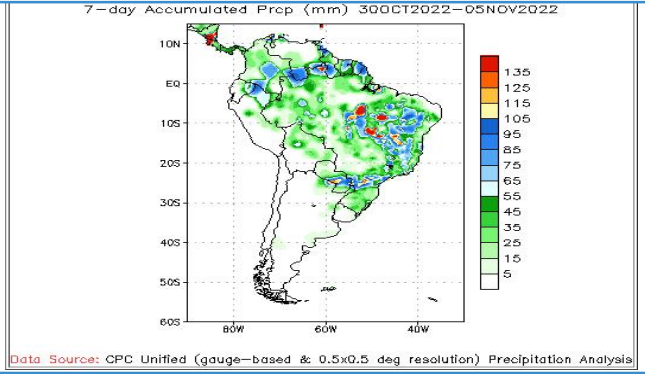 7-day Accumulated Prcp (mm) 30OCT2022-05NOV2022
10N
EQ
10S
20S
30S
40S
50S
60S
80W 60W 40W
135
125
115
105
95
85
75
65
55
45
35
25
15
5
Data Source: CPC Unified (gauge-based & 0.5x0.5 deg resolution) Precipitation Analysis